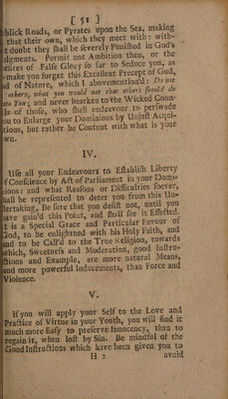 ( 51 )
blick Roads, or Pyrates upon the Sea, making
that their own, which they meet with: with-
t doubt they shall be severely Punished in God's
dgments. Permit not Ambition then, or the
esires of False Glory so far to Seduce you, as
make you forget this Excellent Precept of God,
d of Nature, which I abovemention'd: Do not
others, what you would not that others should do
to You; and never hearken to the Wicked Coun-
ls of those, who shall endeavour to perswade
ou to Enlarge your Dominions by Unjust Acqui-
tions, but rather be Content with what is your
wn.
IV.
Use all your Endeavours to Establish Liberty
f Conscience by Act of Parliament in your Domi-
ions: and what Reasons or Difficulties soever,
hall be represented to deter you from this Un-
dertaking, Be sure that you desist not, until you
ave gain'd this Point, and shall see it Effected.
t is a Special Grace and Particular Favour of
God, to be enlightned with his Holy Faith, and
and to be Call'd to the True Religion, towards
which, Sweetness and Moderation, good Instru-
ctions and Example, are more natural Means,
and more powerful Inducements, than Force and
Violence.
V.
If you will apply your Self to the Love and
Practice of Virtue in your Youth, you will find it
much more Easy to preserve Innocency, than to
regain it, when lost by Sin. Be mindful of the
Good Instructions which have been given you to
H 2 avoid